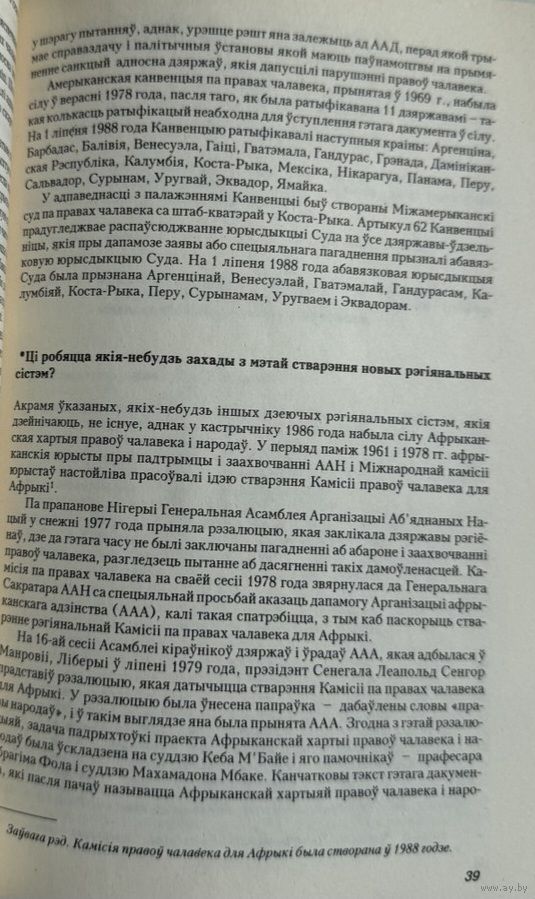 у шэрагу пытанняў, аднак, урэшце рэшт яна залежыць ад ААД, перад якой тры-
мае справаздачу і палітычныя ўстановы якой маюць паўнамоцтвы на прымя-
ненне санкцый адносна дзяржаў, якія дапусцілі парушэнні правоў чалавека.
Амерыканская канвенцыя па правах чалавека, прынятая ў 1969 г., набыла
сілу ў верасні 1978 года, пасля таго, як была ратыфікавана 11 дзяржавамі – та-
кая колькасць ратыфікацый неабходна для ўступлення гэтага дакумента ў сілу.
На 1 ліпеня 1988 года Канвенцыю ратыфікавалі наступныя краіны: Аргенціна,
Барбадас, Балівія, Венесуэла, Гаіці, Гватэмала, Гандурас, Грэнада, Дамінікан-
ская Рэспубліка, Калумбія, Коста-Рыка, Мексіка, Нікарагуа, Панама, Перу,
Сальвадор, Сурынам, Уругвай, Эквадор, Ямайка.
У адпаведнасці з палажэннямі Канвенцыі быў створаны Міжамерыканскі
суд па правах чалавека са штаб-кватэрай у Коста-Рыка. Артыкул 62 Канвенцыі
прадугледжвае распаўсюджванне юрысдыкцыі Суда на ўсе дзяржавы-ўдзель-
ніцы, якія пры дапамозе заявы або спецыяльнага пагаднення прызналі абавяз-
ковую юрысдыкцыю Суда. На 1 ліпеня 1988 года абавязковая юрысдыкцыя
Суда была прызнана Аргенцінай, Венесуэлай, Гватэмалай, Гандурасам, Ка-
лумбіяй, Коста-Рыка, Перу, Сурынамам, Уругваем і Эквадорам.
*Ці робяцца якія-небудзь захады з мэтай стварэння новых рэгіянальных
сістэм?
Акрамя ўказаных, якіх-небудзь іншых дзеючых рэгіянальных сістэм, якія
дзейнічаюць, не існуе, аднак у кастрычніку 1986 года набыла сілу Афрыкан-
ская хартыя правоў чалавека і народаў. У перыяд паміж 1961 і 1978 гг. афры-
канскія юрысты пры падтрымцы і заахвочванні ААН і Міжнароднай камісіі
юрыстаў настойліва прасоўвалі ідэю стварэння Камісіі правоў чалавека для
Афрыкі¹.
Па прапанове Нігерыі Генеральная Асамблея Арганізацыі Аб'яднаных На-
цый у снежні 1977 года прыняла рэзалюцыю, якая заклікала дзяржавы рэгіё-
наў, дзе да гэтага часу не былі заключаны пагадненні аб абароне і заахвочванні
правоў чалавека, разгледзець пытанне аб дасягненні такіх дамоўленасцей. Ка-
місія па правах чалавека на сваёй сесіі 1978 года звярнулася да Генеральнага
Сакратара ААН са спецыяльнай просьбай аказаць дапамогу Арганізацыі афры-
канскага адзінства (ААА), калі такая спатрэбіцца, з тым каб паскорыць ства-
рэнне рэгіянальнай Камісіі па правах чалавека для Афрыкі.
На 16-ай сесіі Асамблеі кіраўнікоў дзяржаў і ўрадаў ААА, якая адбылася ў
Манровіі, Ліберыі ў ліпені 1979 года, прэзідэнт Сенегала Леапольд Сенгор
прадставіў рэзалюцыю, якая датычыцца стварэння Камісіі па правах чалавека
для Афрыкі. У рэзалюцыю была ўнесена папраўка – дабаўлены словы «пра-
вы народаў», і ў такім выглядзе яна была прынята ААА. Згодна з гэтай рэзалю-
цыяй, задача падрыхтоўкі праекта Афрыканскай хартыі правоў чалавека і на-
родаў была ўскладзена на суддзю Кеба М'Байе і яго памочнікаў – прафесара
брагіма Фола і суддзю Махамадона Мбаке. Канчатковы тэкст гэтага дакумен-
а, які пасля пачаў называцца Афрыканскай хартыяй правоў чалавека і наро-
Заўвага рэд. Камісія правоў чалавека для Афрыкі была створана ў 1988 годзе.
39
www.ay.by